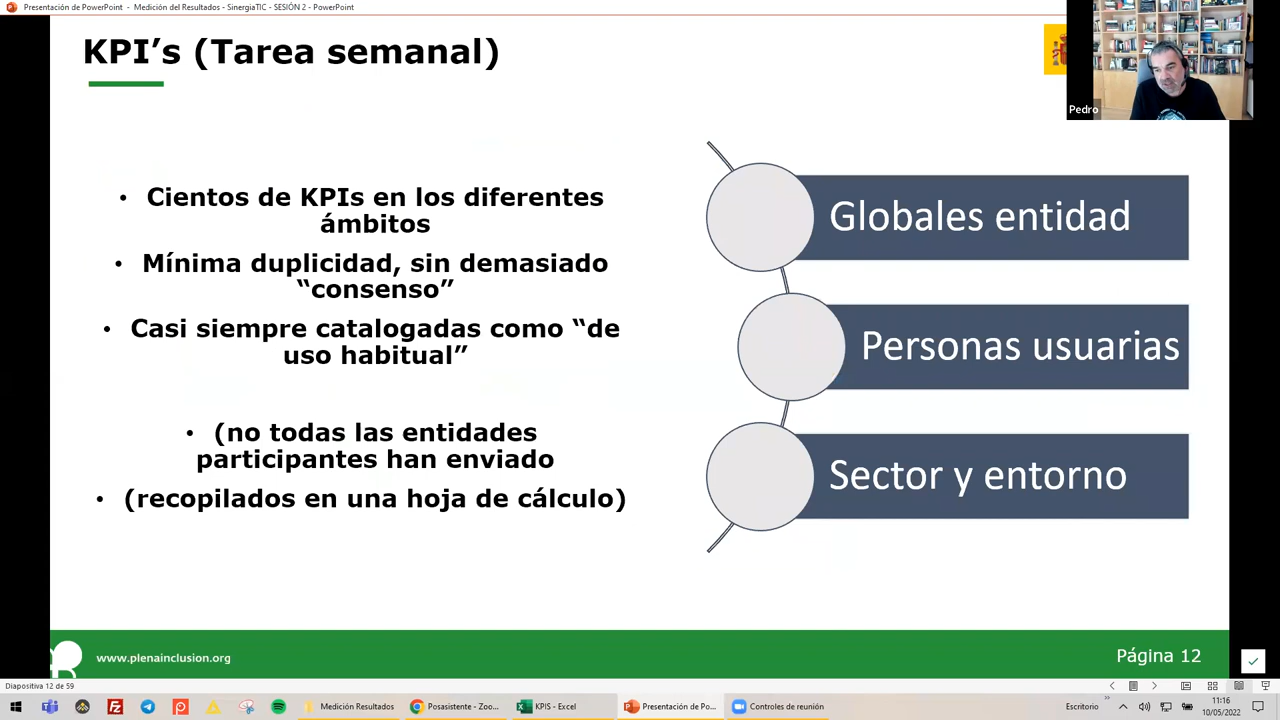 Presentación de PowerPoint - Medición del Resultados - SinergiaTIC - SESIÓN 2 - PowerPoint
KPI’s (Tarea semanal)
Pedro
• Cientos de KPIs en los diferentes
ámbitos
• Mínima duplicidad, sin demasiado
“consenso”
• Casi siempre catalogadas como “de
uso habitual”
• (no todas las entidades
participantes han enviado
• (recopilados en una hoja de cálculo)
Globales entidad
Personas usuarias
Sector y entorno
www.plenainclusion.org
Página 12
Diapositiva 12 de 59
Medición Resultados
Posasistente - Zoo...
KPIS - Excel
Presentación de Po...
Controles de reunión
Escritorio
11:16
10/05/2022